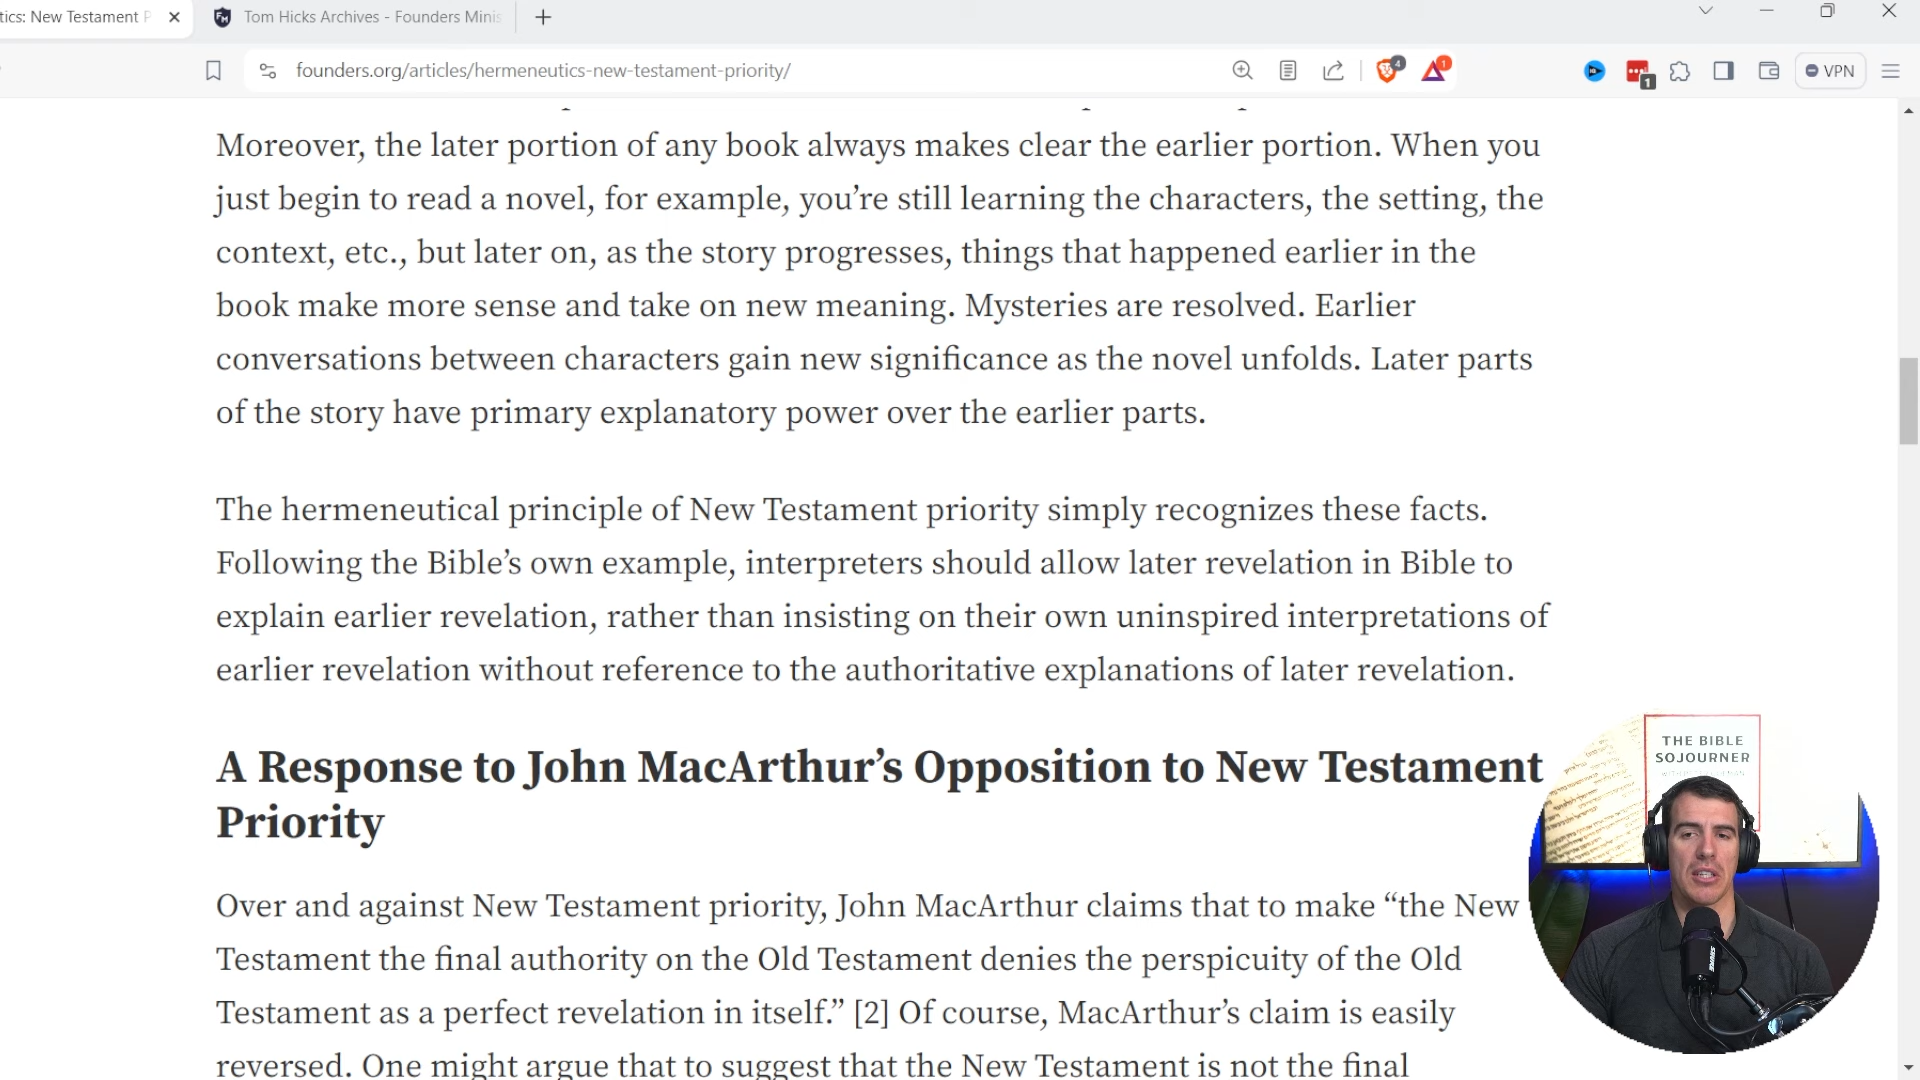 tics: New Testament P
Tom Hicks Archives - Founders Minis
founders.org/articles/hermeneutics-new-testament-priority/
4
1
1
VPN
Moreover, the later portion of any book always makes clear the earlier portion. When you
just begin to read a novel, for example, you’re still learning the characters, the setting, the
context, etc., but later on, as the story progresses, things that happened earlier in the
book make more sense and take on new meaning. Mysteries are resolved. Earlier
conversations between characters gain new significance as the novel unfolds. Later parts
of the story have primary explanatory power over the earlier parts.
The hermeneutical principle of New Testament priority simply recognizes these facts.
Following the Bible’s own example, interpreters should allow later revelation in Bible to
explain earlier revelation, rather than insisting on their own uninspired interpretations of
earlier revelation without reference to the authoritative explanations of later revelation.
A Response to John MacArthur’s Opposition to New Testament
Priority
Over and against New Testament priority, John MacArthur claims that to make “the New
Testament the final authority on the Old Testament denies the perspicuity of the Old
Testament as a perfect revelation in itself.” [2] Of course, MacArthur’s claim is easily
reversed. One might argue that to suggest that the New Testament is not the final
THE BIBLE
SOJOURNER
SHURE